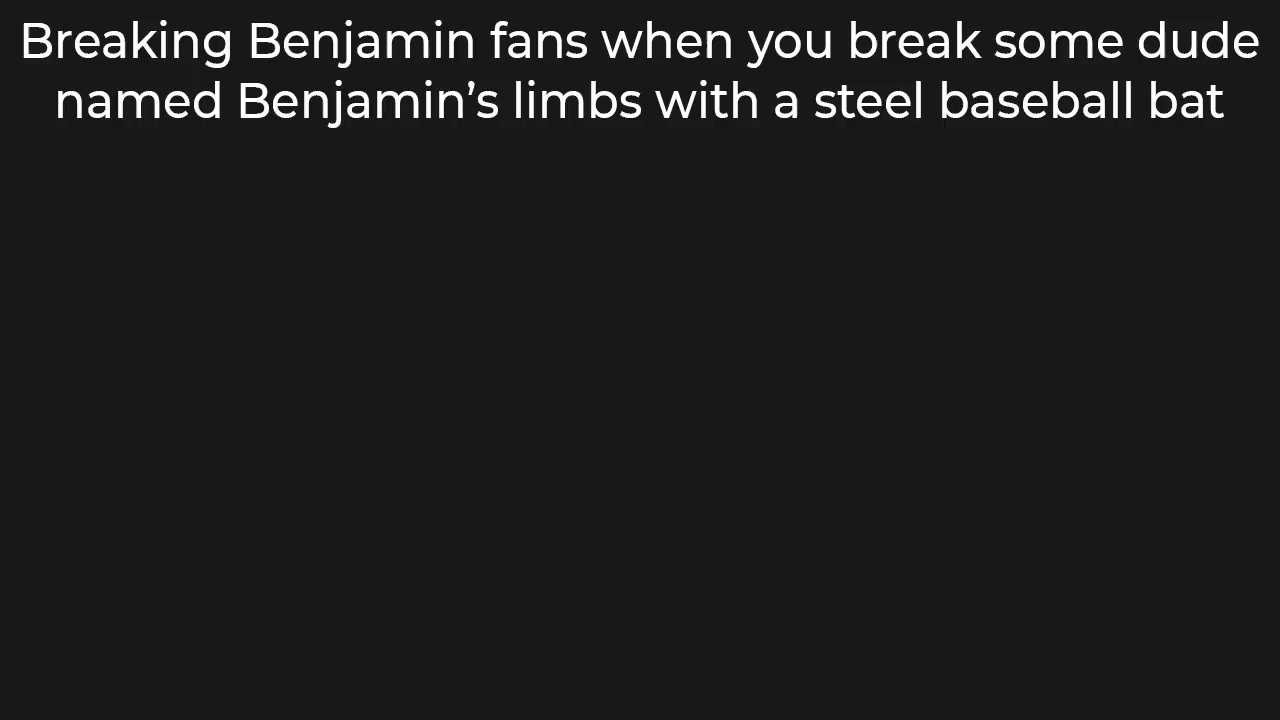 Breaking Benjamin fans when you break some dude
named Benjamin’s limbs with a steel baseball bat